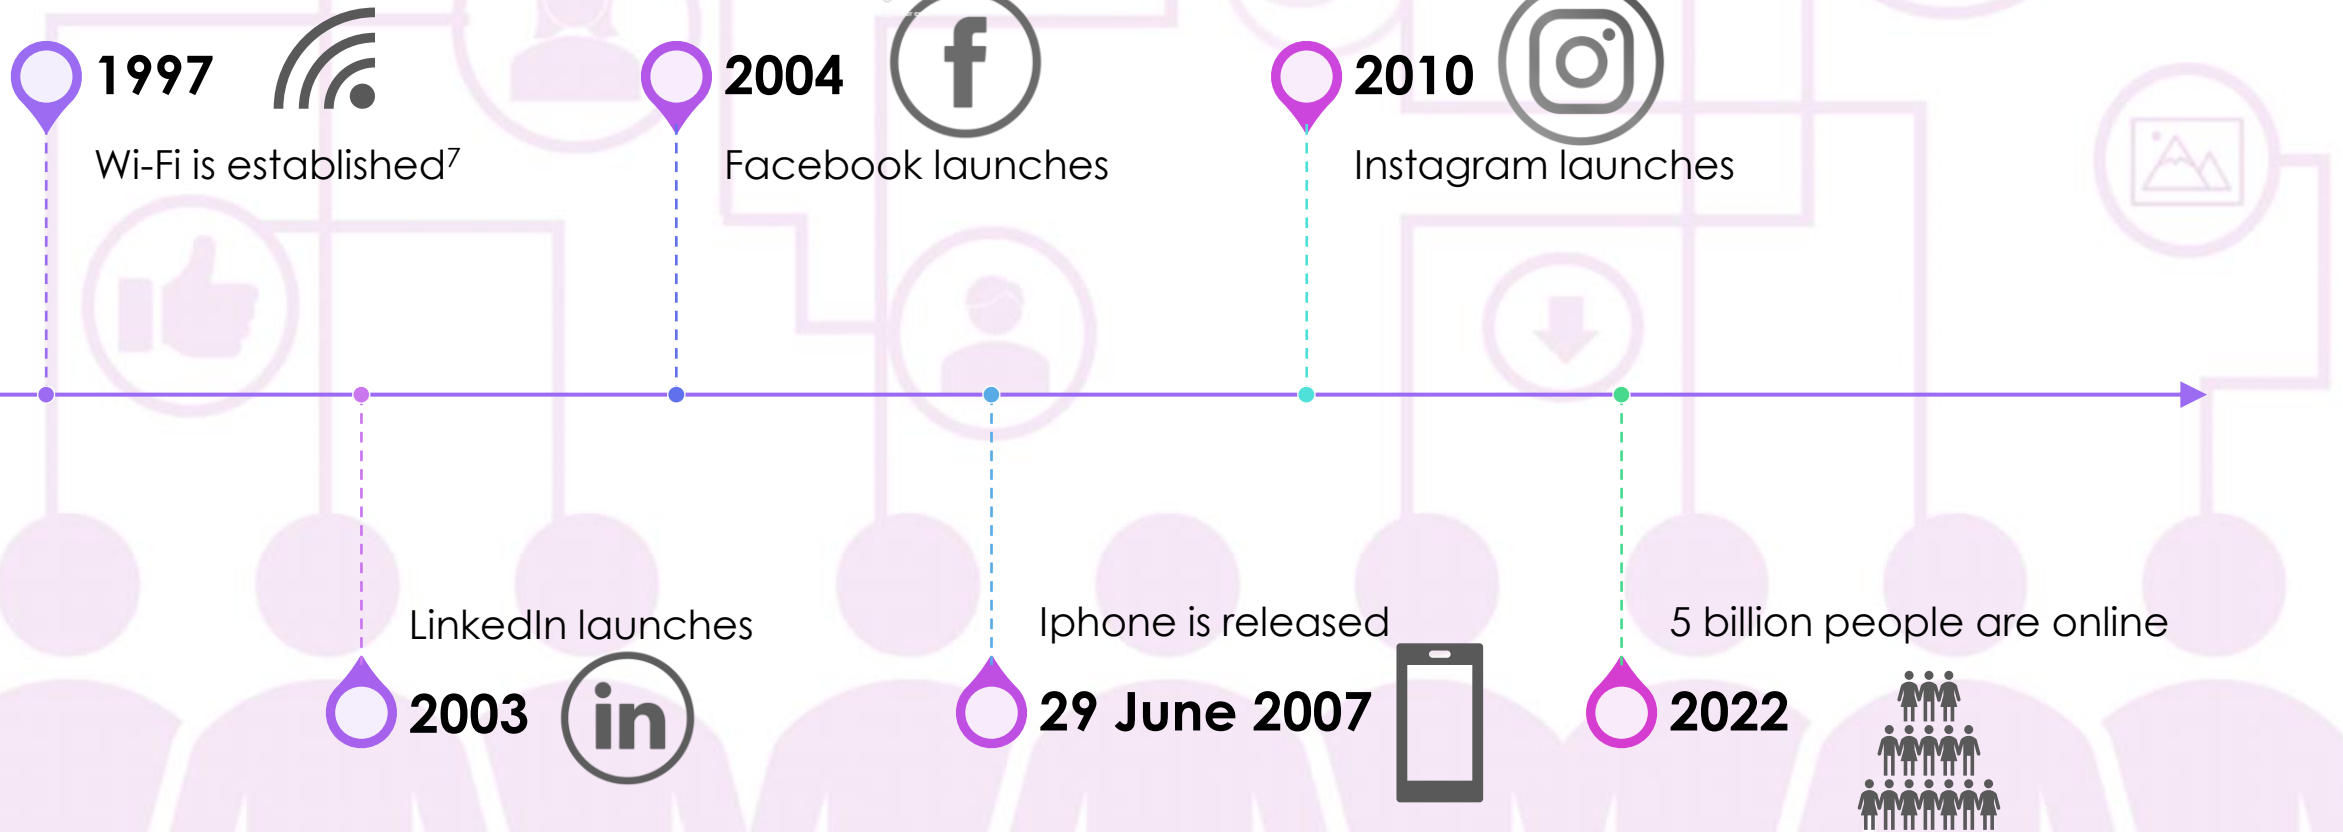 1997
Wi-Fi is established⁷
2004
Facebook launches
2010
Instagram launches
LinkedIn launches
2003
in
Iphone is released
29 June 2007
5 billion people are online
2022